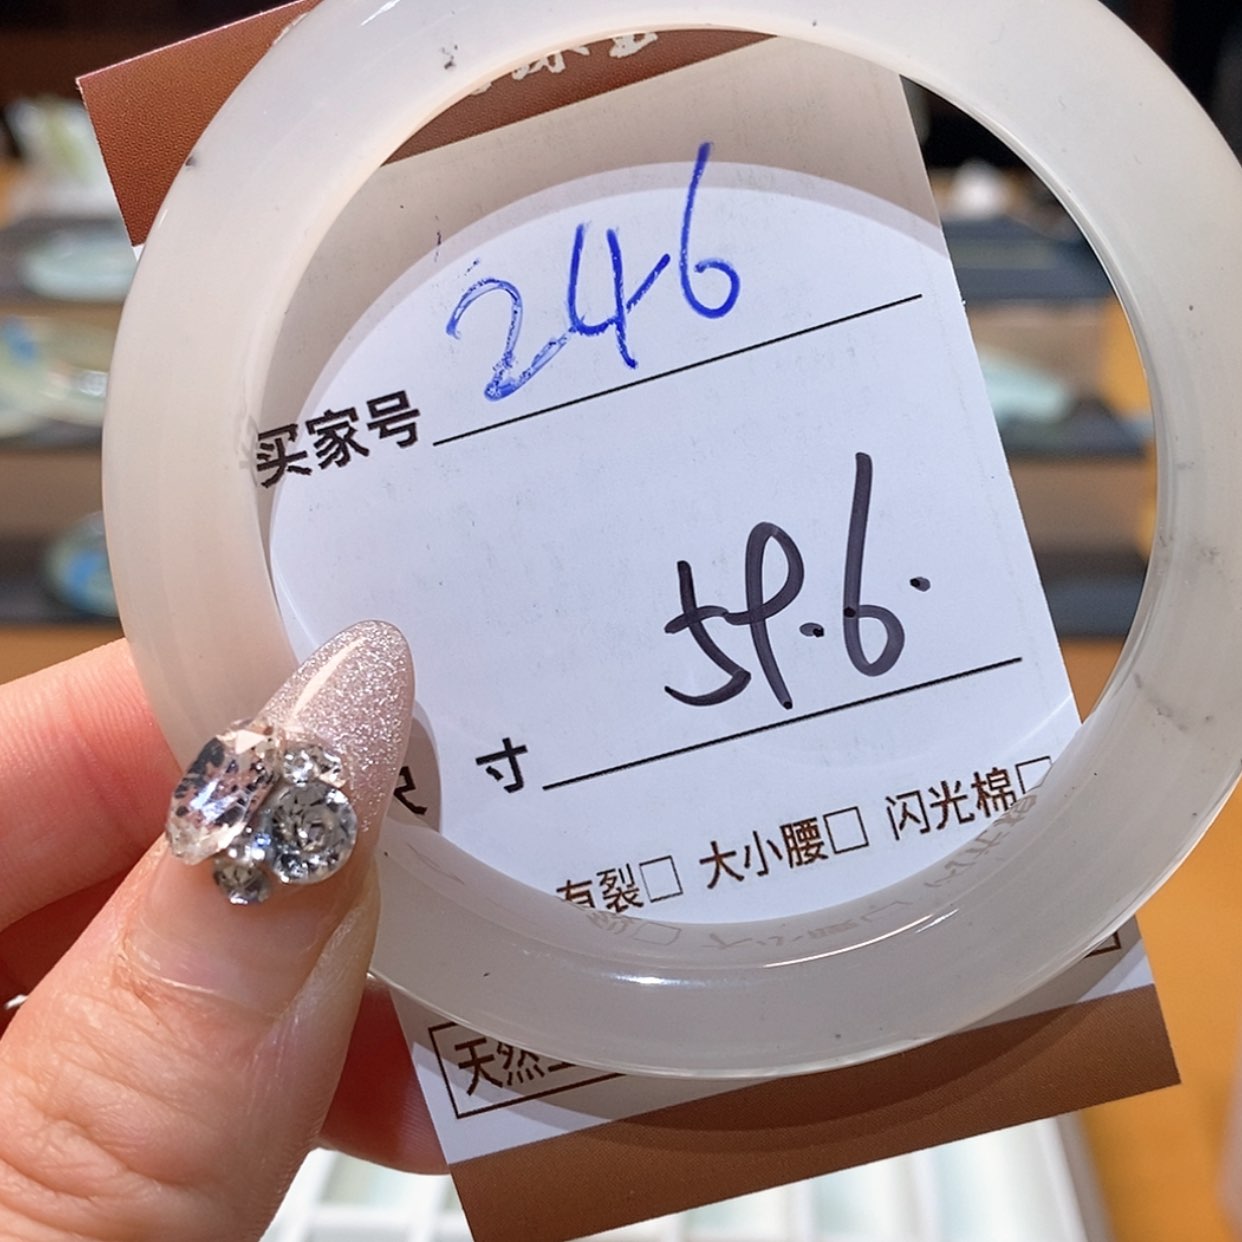 246
买家号
59.6.
寸
有裂□ 大小腰□ 闪光棉□
天然